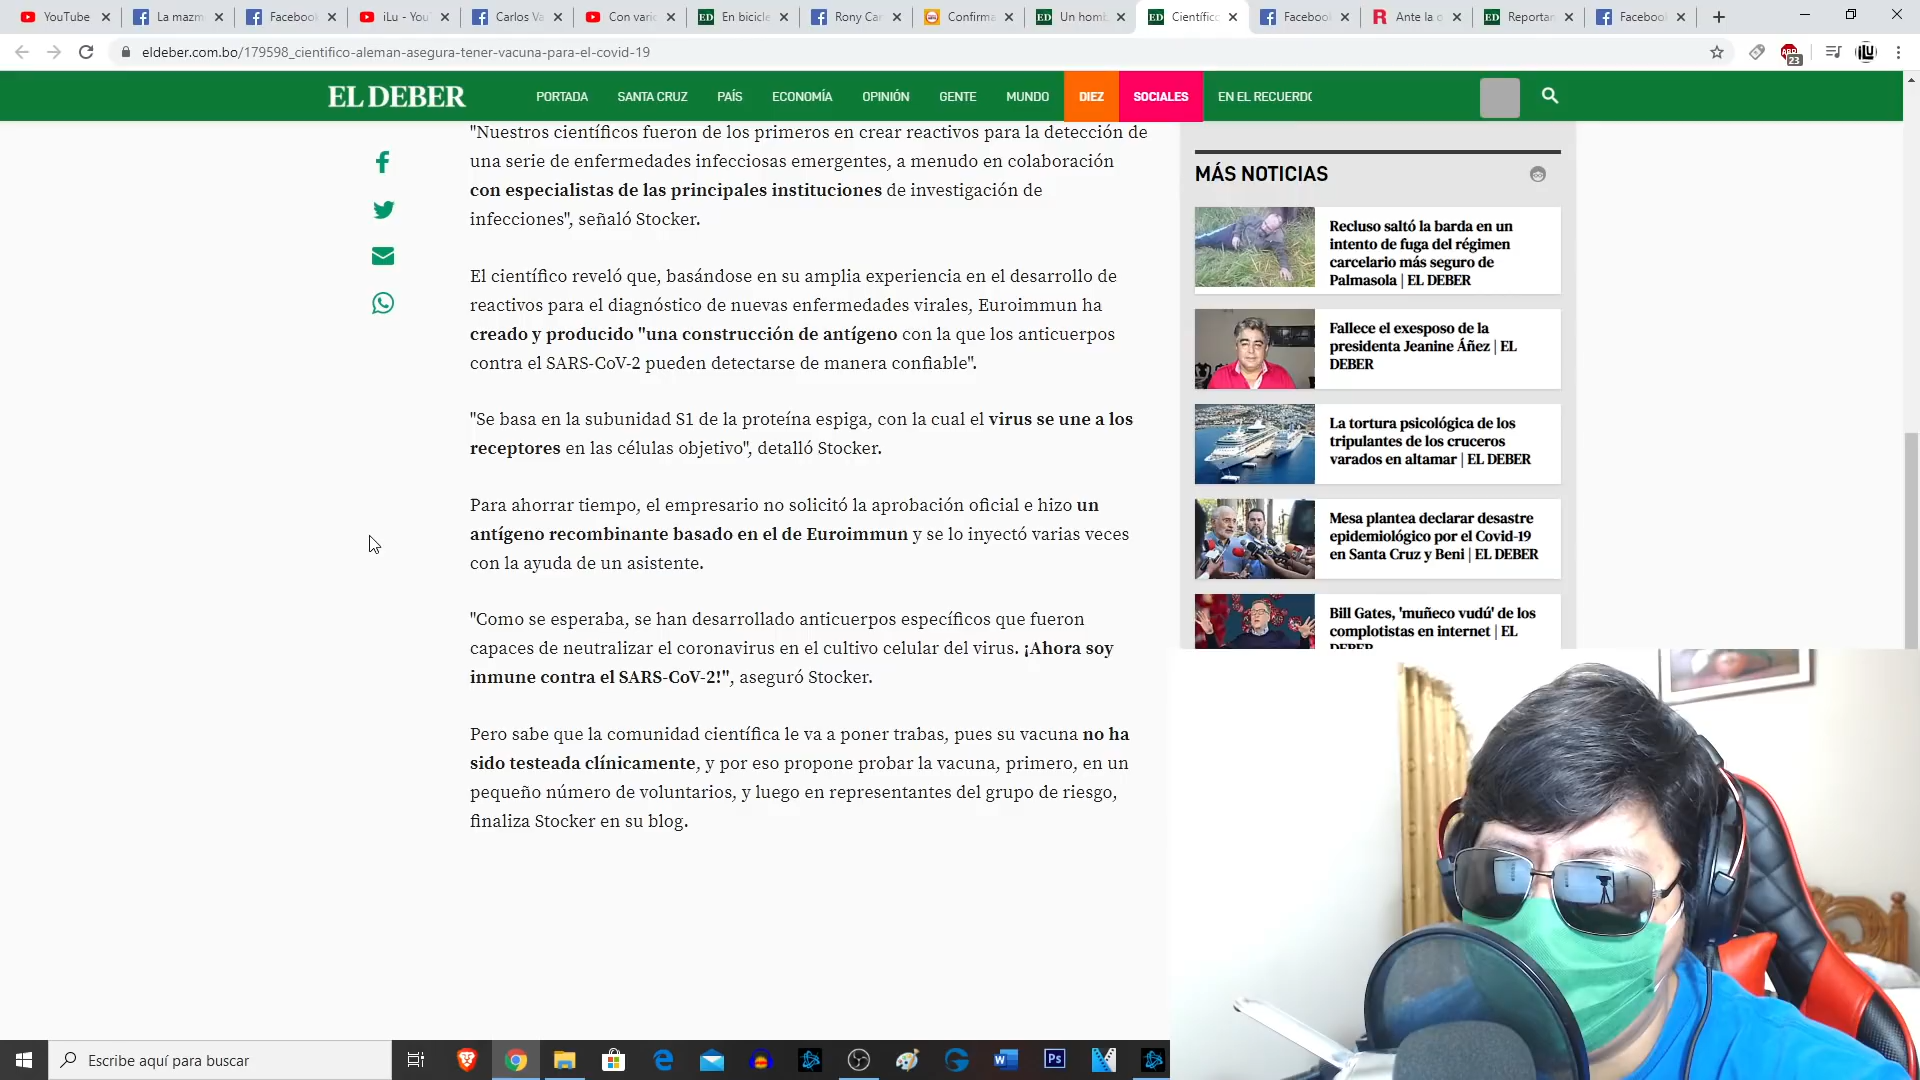 YouTube
La mazm
Facebook
iLu - You
Carlos Va
Con vario
En bicicle
Rony Car
Confirma
Un homb
Científico
Facebook
Ante la o
Reportan
Facebook
eldeber.com.bo/179598_cientifico-aleman-asegura-tener-vacuna-para-el-covid-19
23
EL DEBER
PORTADA
SANTA CRUZ
PAÍS
ECONOMÍA
OPINIÓN
GENTE
MUNDO
DIEZ
SOCIALES
EN EL RECUERDO
"Nuestros científicos fueron de los primeros en crear reactivos para la detección de
una serie de enfermedades infecciosas emergentes, a menudo en colaboración
con especialistas de las principales instituciones de investigación de
infecciones", señaló Stocker.
El científico reveló que, basándose en su amplia experiencia en el desarrollo de
reactivos para el diagnóstico de nuevas enfermedades virales, Euroimmun ha
creado y producido "una construcción de antígeno con la que los anticuerpos
contra el SARS-CoV-2 pueden detectarse de manera confiable".
"Se basa en la subunidad S1 de la proteína espiga, con la cual el virus se une a los
receptores en las células objetivo", detalló Stocker.
Para ahorrar tiempo, el empresario no solicitó la aprobación oficial e hizo un
antígeno recombinante basado en el de Euroimmun y se lo inyectó varias veces
con la ayuda de un asistente.
"Como se esperaba, se han desarrollado anticuerpos específicos que fueron
capaces de neutralizar el coronavirus en el cultivo celular del virus. ¡Ahora soy
inmune contra el SARS-CoV-2!", aseguró Stocker.
Pero sabe que la comunidad científica le va a poner trabas, pues su vacuna no ha
sido testeada clínicamente, y por eso propone probar la vacuna, primero, en un
pequeño número de voluntarios, y luego en representantes del grupo de riesgo,
finaliza Stocker en su blog.
MÁS NOTICIAS
Recluso saltó la barda en un
intento de fuga del régimen
carcelario más seguro de
Palmasola | EL DEBER
Fallece el exesposo de la
presidenta Jeanine Áñez | EL
DEBER
La tortura psicológica de los
tripulantes de los cruceros
varados en altamar | EL DEBER
Mesa plantea declarar desastre
epidemiológico por el Covid-19
en Santa Cruz y Beni | EL DEBER
Bill Gates, 'muñeco vudú' de los
complotistas en internet | EL
DEBER
Escribe aquí para buscar